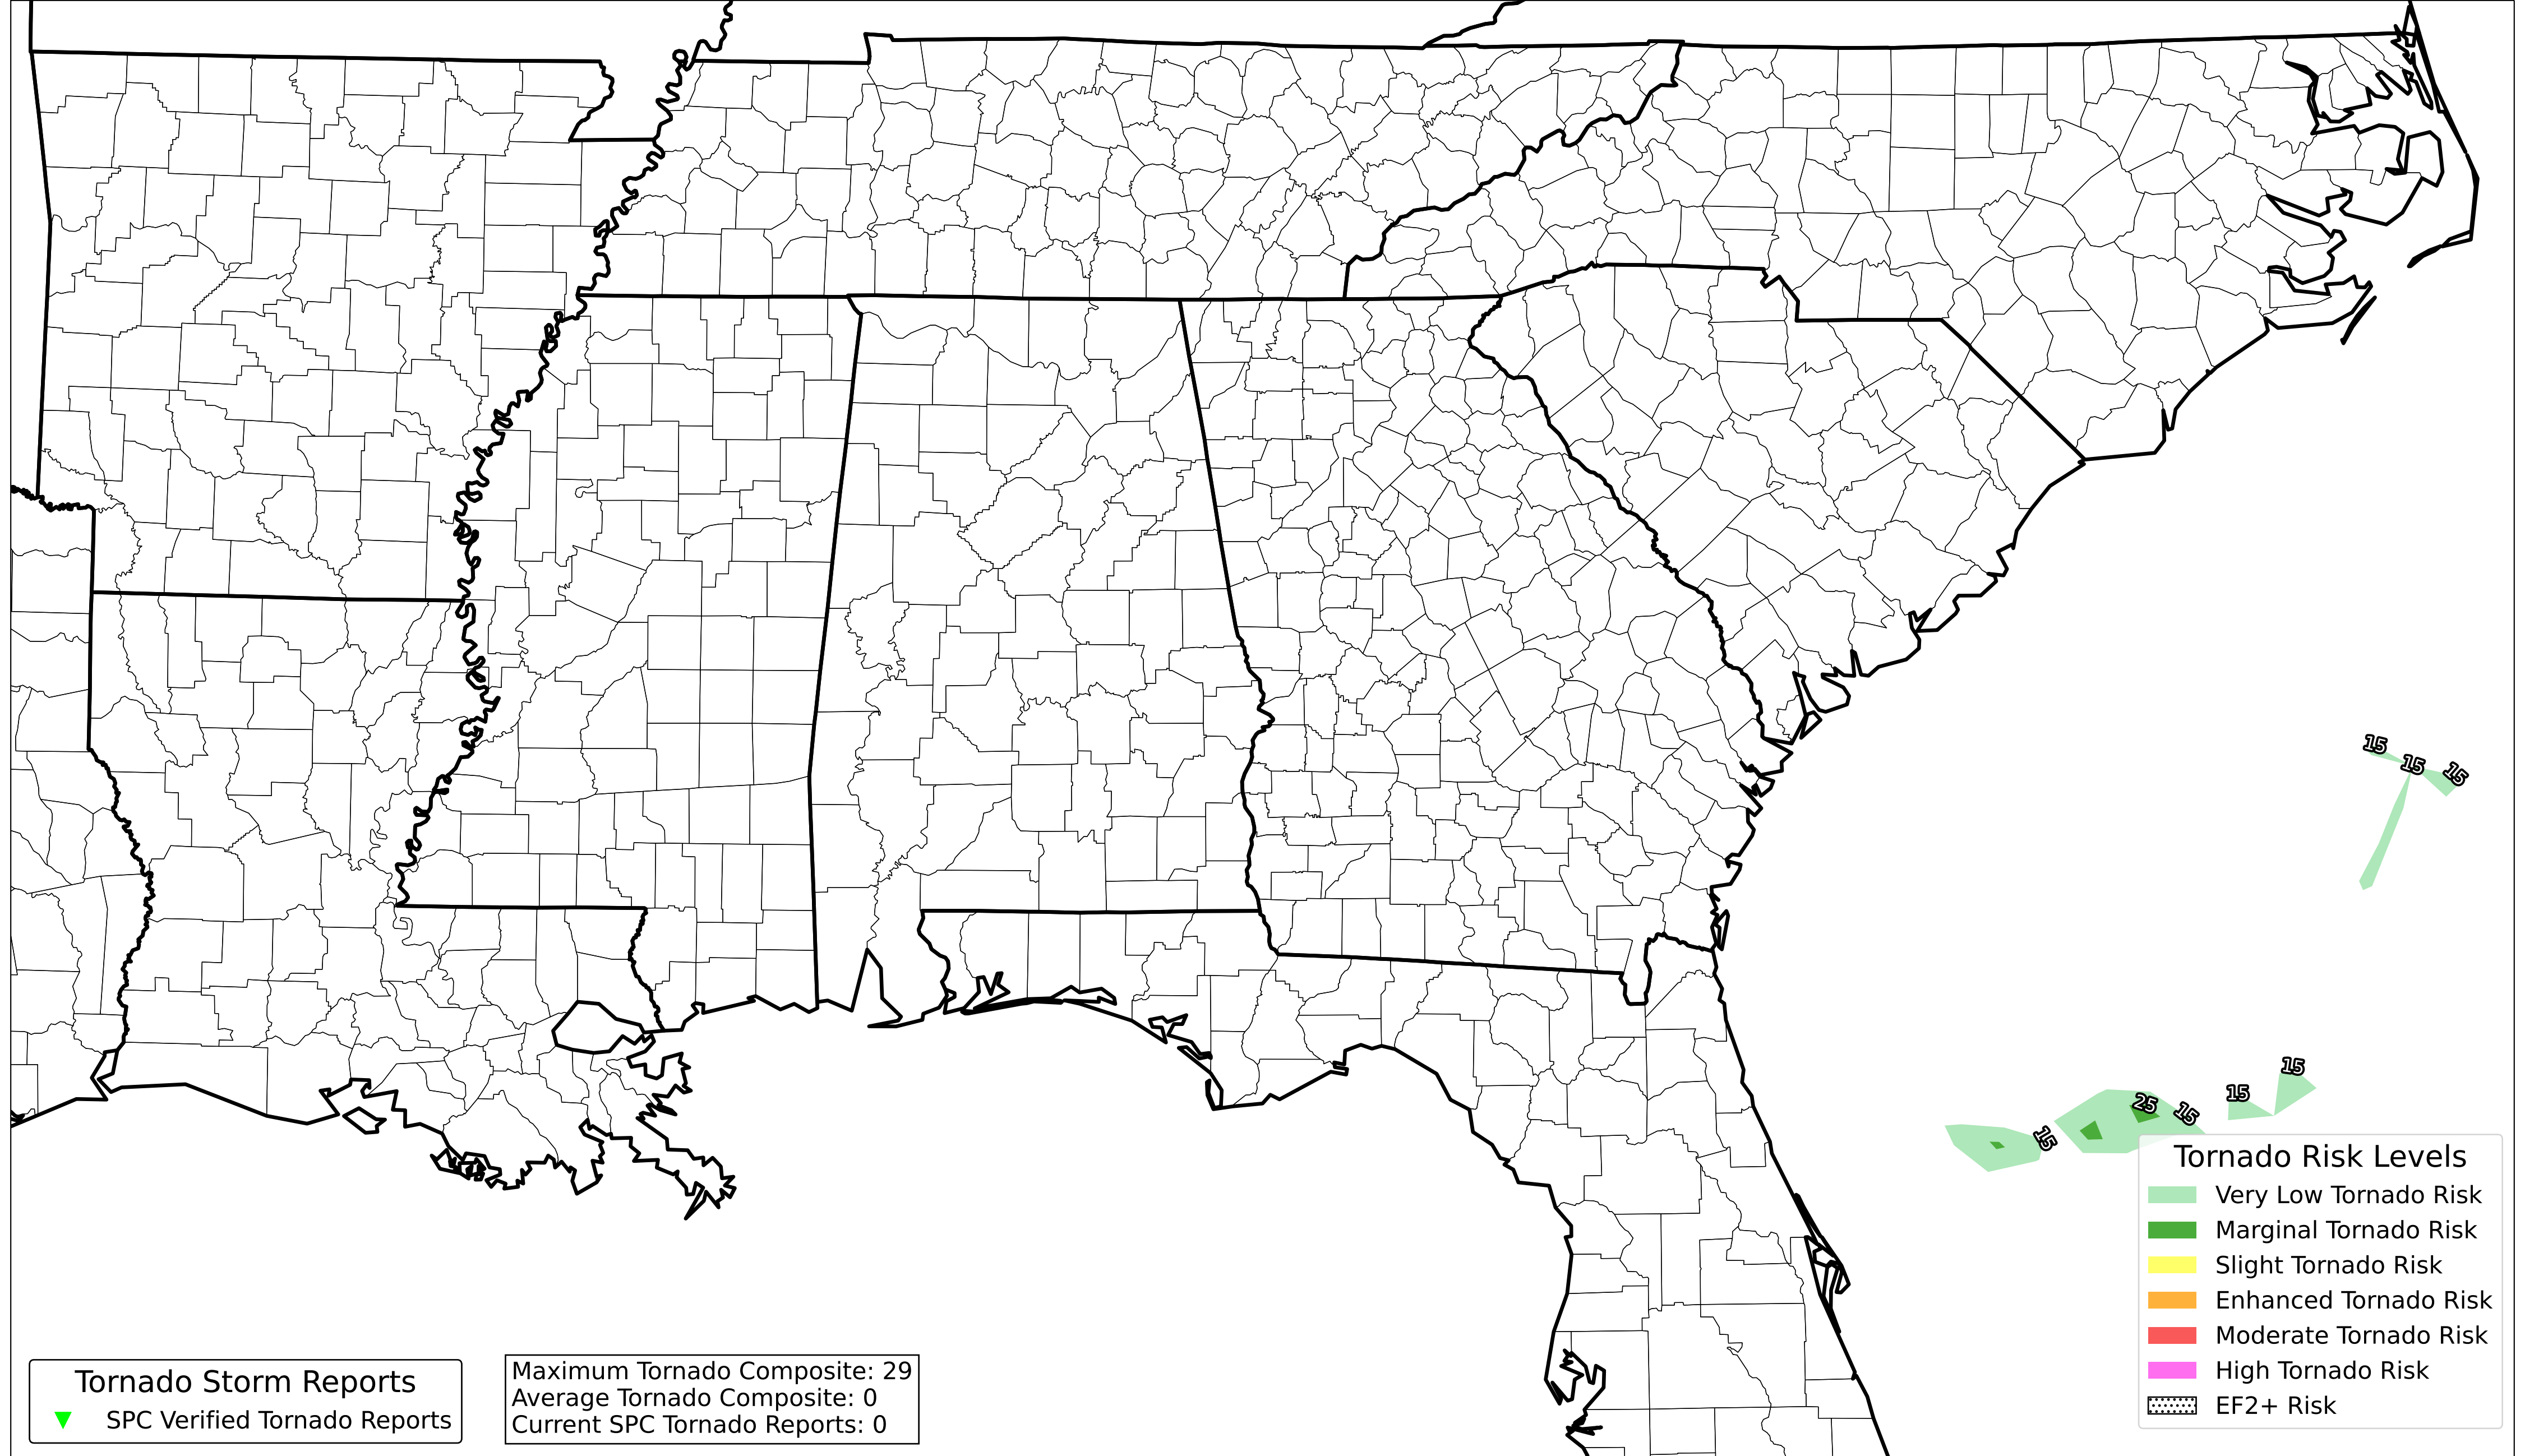 15
15
15
15
15
25
15
15
Tornado Risk Levels
Very Low Tornado Risk
Marginal Tornado Risk
Slight Tornado Risk
Enhanced Tornado Risk
Moderate Tornado Risk
High Tornado Risk
EF2+ Risk
Tornado Storm Reports
SPC Verified Tornado Reports
Maximum Tornado Composite: 29
Average Tornado Composite: 0
Current SPC Tornado Reports: 0